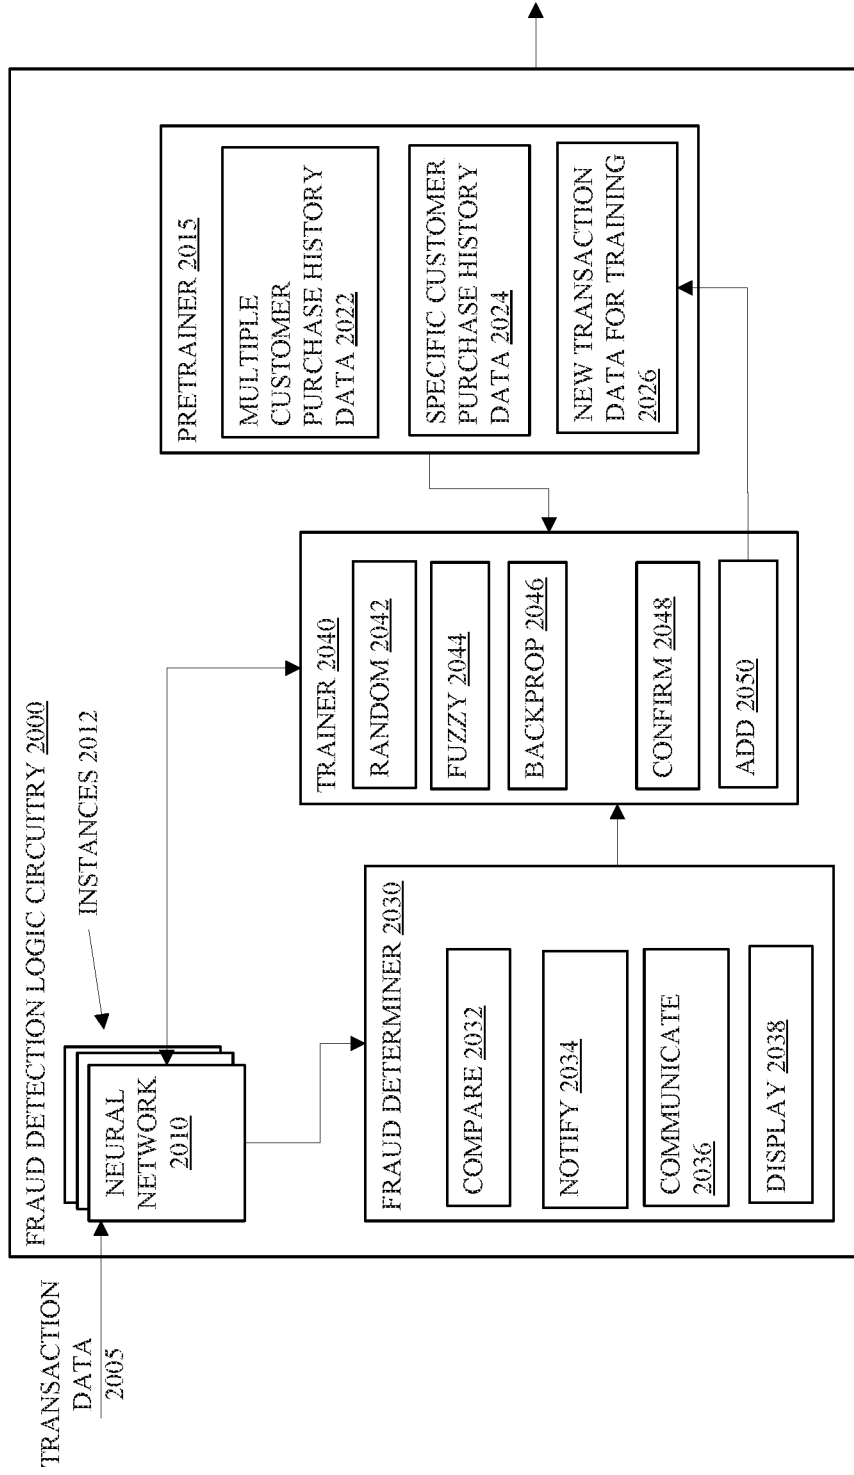 TRANSACTION
DATA
2005
FRAUD DETECTION LOGIC CIRCUITRY 2000
INSTANCES 2012
NEURAL
NETWORK
2010
FRAUD DETERMINER 2030
COMPARE 2032
NOTIFY 2034
COMMUNICATE
2036
DISPLAY 2038
TRAINER 2040
RANDOM 2042
FUZZY 2044
BACKPROP 2046
CONFIRM 2048
ADD 2050
PRETRAINER 2015
MULTIPLE
CUSTOMER
PURCHASE HISTORY
DATA 2022
SPECIFIC CUSTOMER
PURCHASE HISTORY
DATA 2024
NEW TRANSACTION
DATA FOR TRAINING
2026